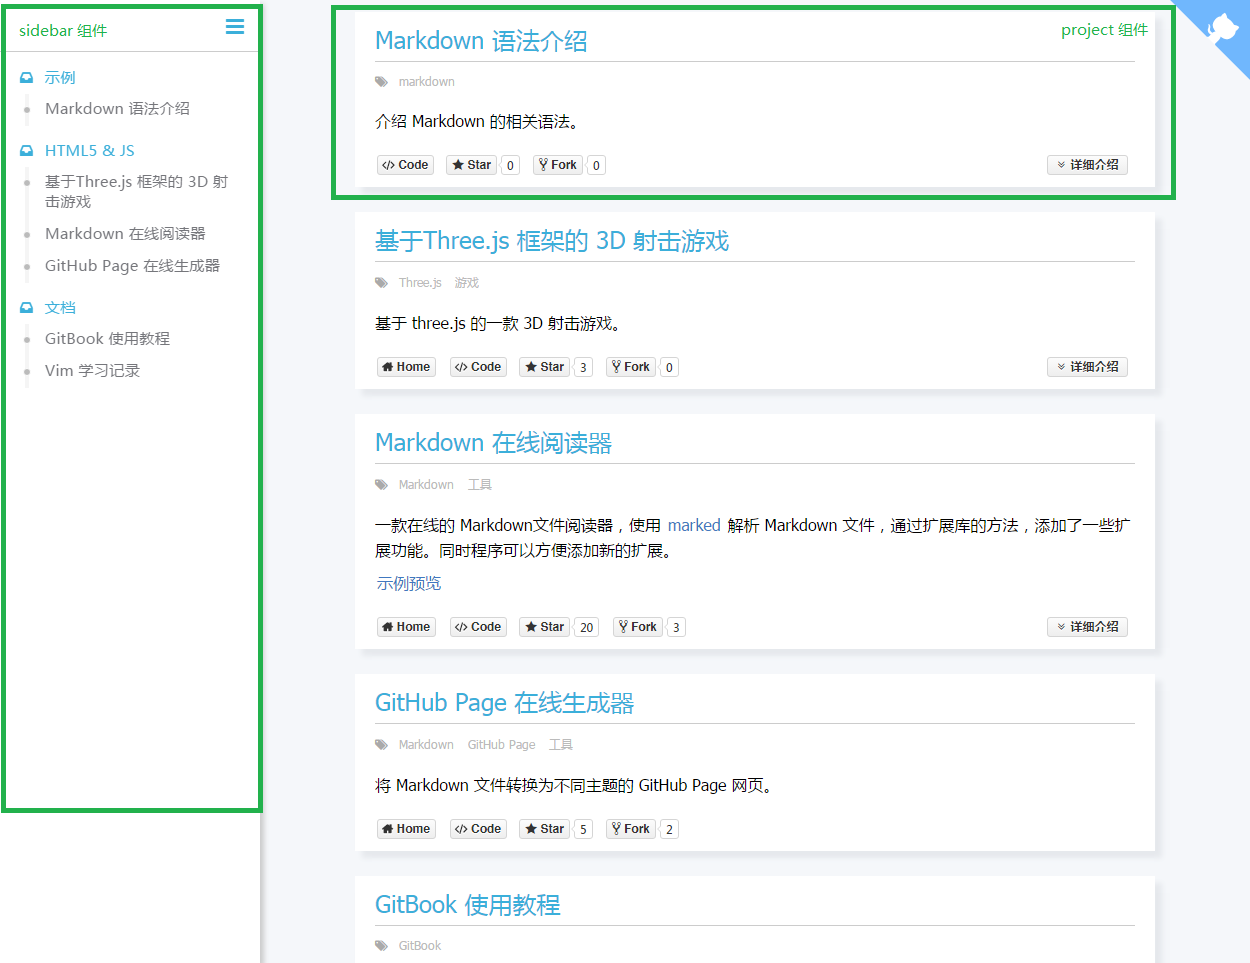 sidebar 组件
示例
Markdown 语法介绍
HTML5 & JS
基于Three.js 框架的 3D 射
击游戏
Markdown 在线阅读器
GitHub Page 在线生成器
文档
GitBook 使用教程
Vim 学习记录
project 组件
Markdown 语法介绍
markdown
介绍 Markdown 的相关语法。
Code Star 0 Fork 0 详细介绍
基于Three.js 框架的 3D 射击游戏
Three.js 游戏
基于 three.js 的一款 3D 射击游戏。
Home Code Star 3 Fork 0 详细介绍
Markdown 在线阅读器
Markdown 工具
一款在线的 Markdown文件阅读器，使用 marked 解析 Markdown 文件，通过扩展库的方法，添加了一些扩
展功能。同时程序可以方便添加新的扩展。
示例预览
Home Code Star 20 Fork 3 详细介绍
GitHub Page 在线生成器
Markdown GitHub Page 工具
将 Markdown 文件转换为不同主题的 GitHub Page 网页。
Home Code Star 5 Fork 2
GitBook 使用教程
GitBook